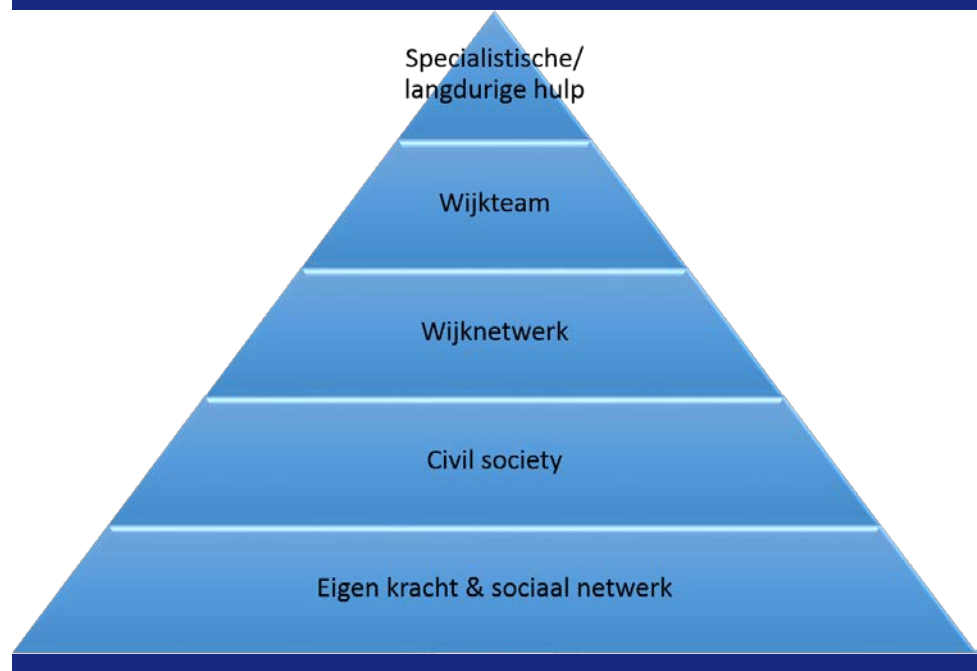 Specialistische/
langdurige hulp
Wijkteam
Wijknetwerk
Civil society
Eigen kracht & sociaal netwerk